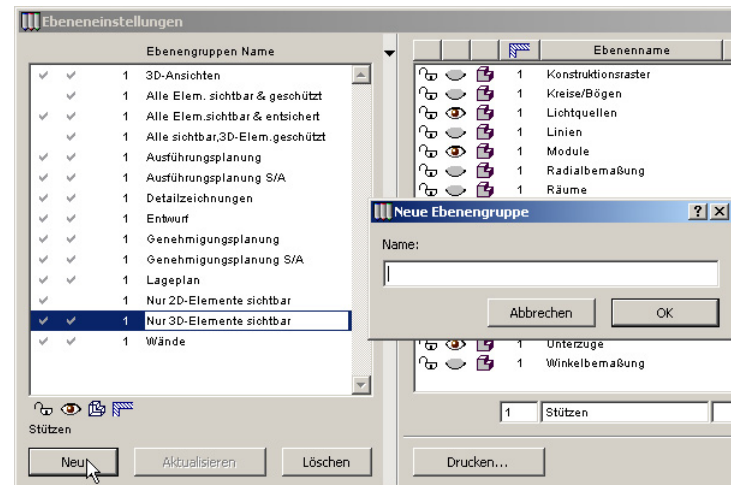 Ebeneneinstellungen
Ebenengruppen Name
1 3D-Ansichten
1 Alle Elem. sichtbar & geschützt
1 Alle Elem.sichtbar & entsichert
1 Alle sichtbar,3D-Elem.geschützt
1 Ausführungsplanung
1 Ausführungsplanung S/A
1 Detailzeichnungen
1 Entwurf
1 Genehmigungsplanung
1 Genehmigungsplanung S/A
1 Lageplan
1 Nur 2D-Elemente sichtbar
1 Nur 3D-Elemente sichtbar
1 Wände
Stützen
Neu
Aktualisieren
Löschen
Ebenenname
1 Konstruktionsraster
1 Kreise/Bögen
1 Lichtquellen
1 Linien
1 Module
1 Radialbemaßung
1 Räume
Neue Ebenengruppe
Name:
Abbrechen
OK
1 Unterzüge
1 Winkelbemaßung
1 Stützen
Drucken...